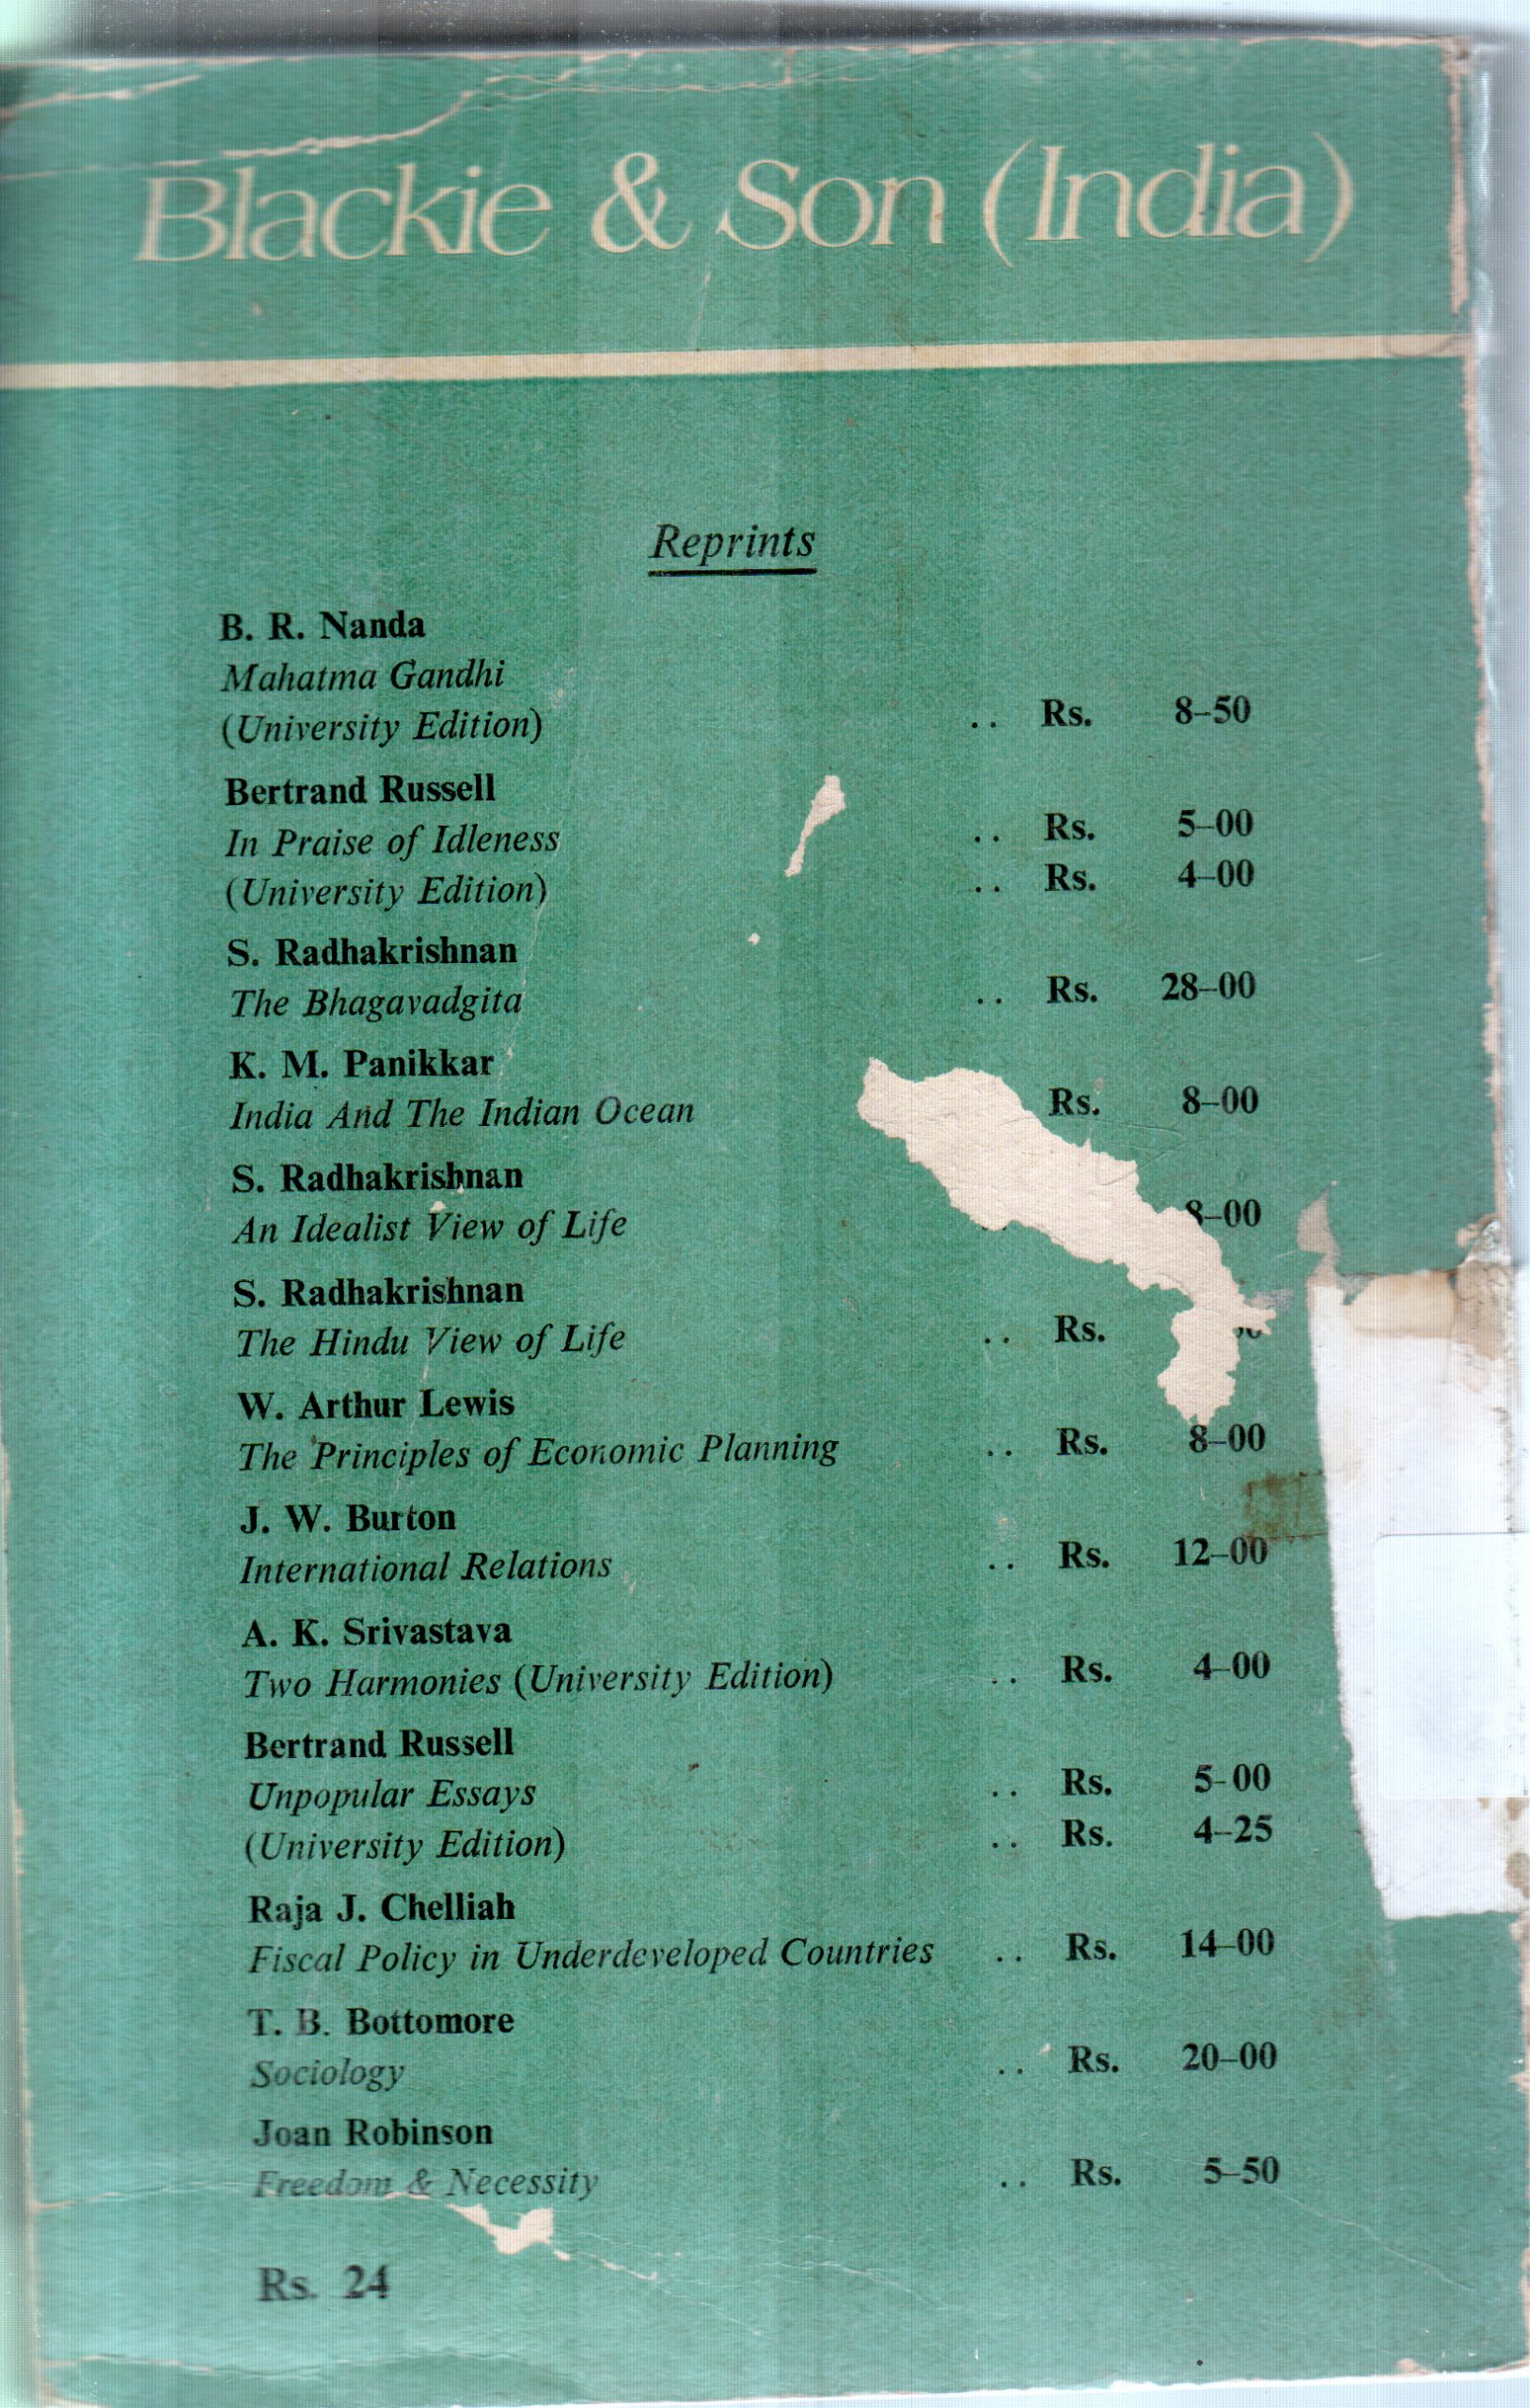 Blackie & Son (India)
Reprints
B. R. Nanda
Mahatma Gandhi
(University Edition) .. Rs. 8–50
Bertrand Russell
In Praise of Idleness .. Rs. 5–00
(University Edition) .. Rs. 4–00
S. Radhakrishnan
The Bhagavadgita .. Rs. 28–00
K. M. Panikkar
India And The Indian Ocean Rs. 8–00
S. Radhakrishnan
An Idealist View of Life 8–00
S. Radhakrishnan
The Hindu View of Life .. Rs.
W. Arthur Lewis
The Principles of Economic Planning .. Rs. 8–00
J. W. Burton
International Relations .. Rs. 12–00
A. K. Srivastava
Two Harmonies (University Edition) .. Rs. 4–00
Bertrand Russell
Unpopular Essays .. Rs. 5-00
(University Edition) .. Rs. 4–25
Raja J. Chelliah
Fiscal Policy in Underdeveloped Countries .. Rs. 14–00
T. B. Bottomore
Sociology .. Rs. 20–00
Joan Robinson
Freedom & Necessity .. Rs. 5–50
Rs. 24